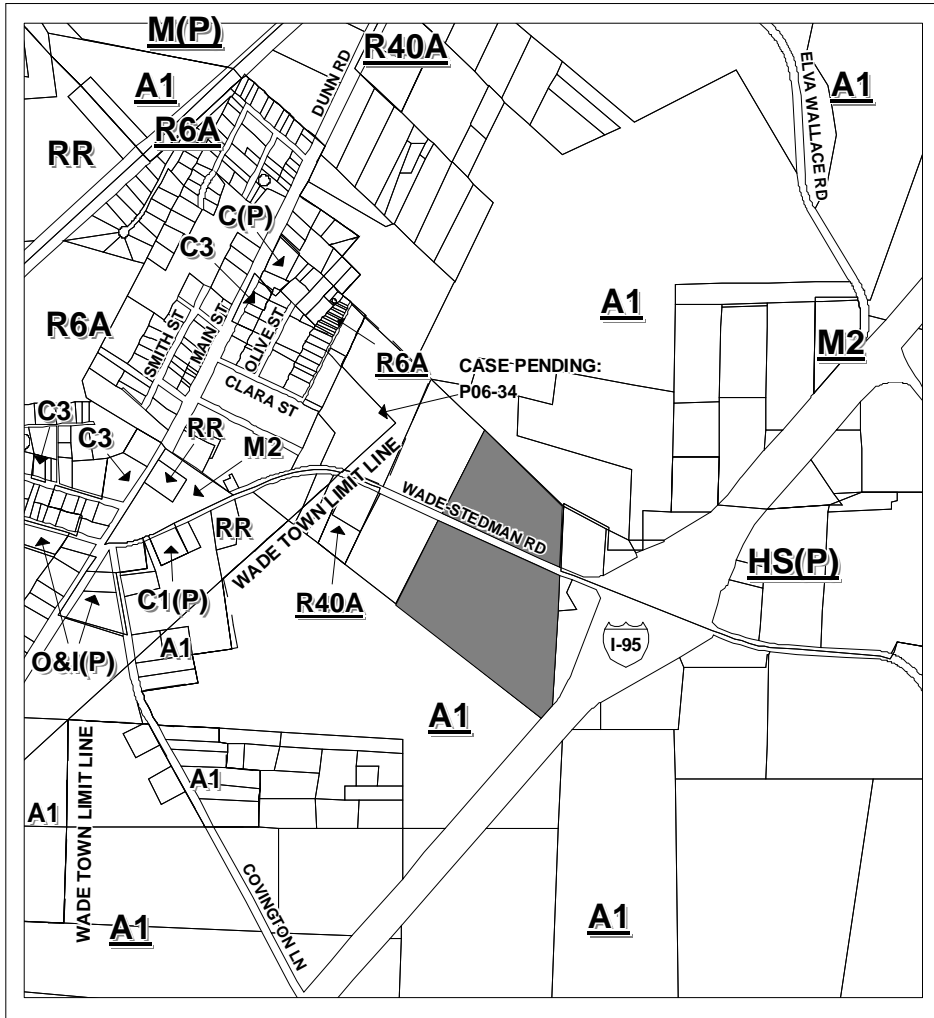 M(P)
R40A
A1
A1
DUNN RD
ELVA WALLACE RD
R6A
RR
C(P)
C3
A1
R6A
SMITH ST
MAIN ST
OLIVE ST
R6A
CASE PENDING:
P06-34
M2
CLARA ST
C3
C3
RR
M2
WADE TOWN LIMIT LINE
WADE-STEDMAN RD
RR
HS(P)
C1(P)
R40A
I-95
O&I(P)
A1
A1
WADE TOWN LIMIT LINE
A1
A1
COVINGTON LN
A1
A1